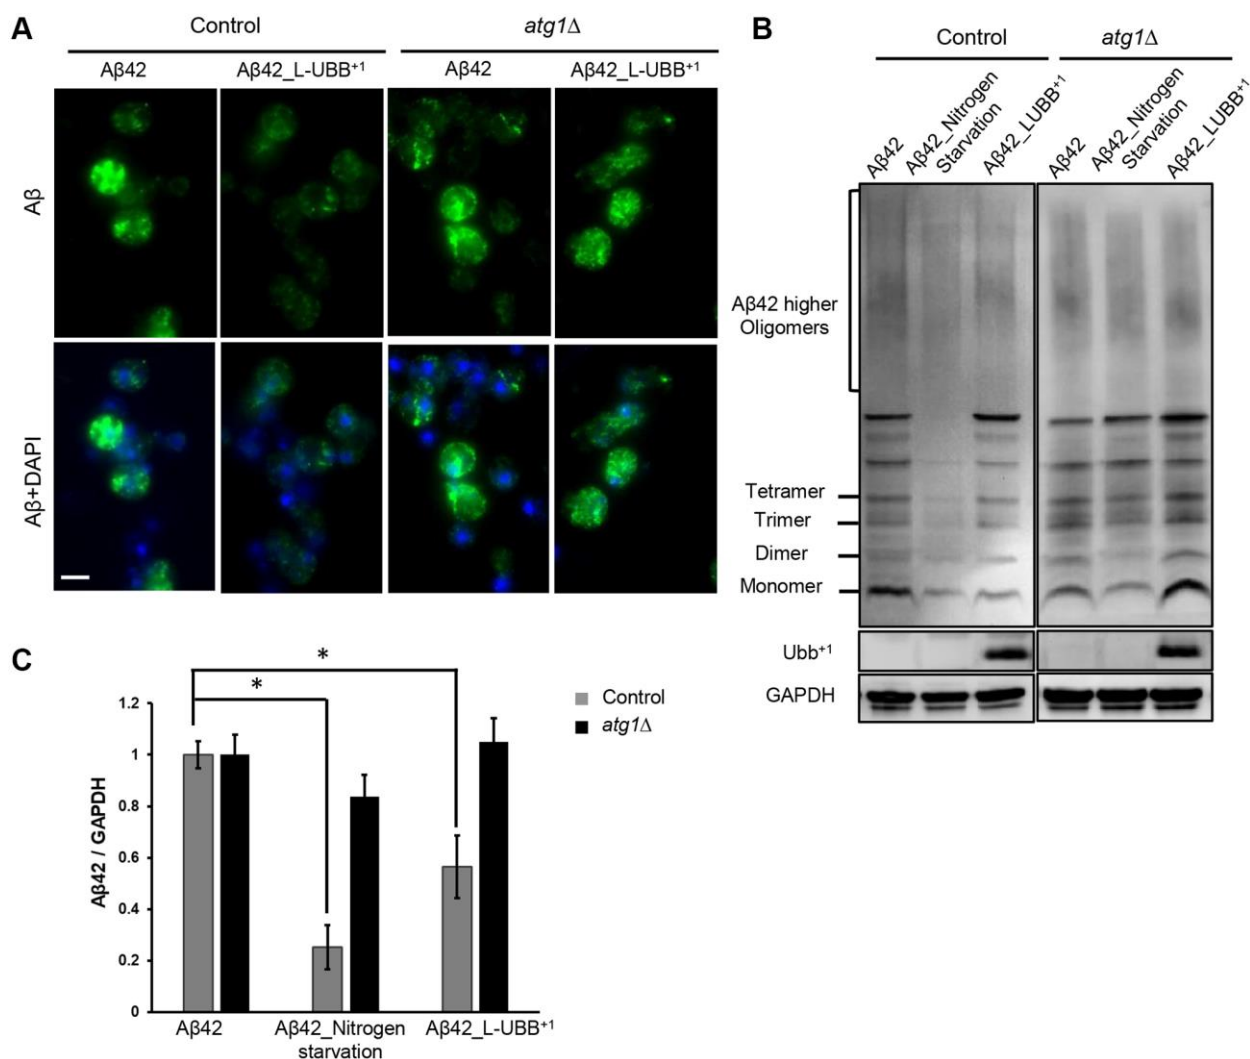 A
Control
atg1Δ
Aβ42
Aβ42_L-UBB⁺¹
Aβ42
Aβ42_L-UBB⁺¹
Aβ
Aβ+DAPI
B
Control
atg1Δ
Aβ42
Aβ42_Nitrogen
Starvation
Aβ42_LUBB⁺¹
Aβ42
Aβ42_Nitrogen
Starvation
Aβ42_LUBB⁺¹
Aβ42 higher
Oligomers
Tetramer
Trimer
Dimer
Monomer
Ubb⁺¹
GAPDH
C
*
*
Control
atg1Δ
Aβ42 / GAPDH
1.2
1
0.8
0.6
0.4
0.2
0
Aβ42
Aβ42_Nitrogen
starvation
Aβ42_L-UBB⁺¹